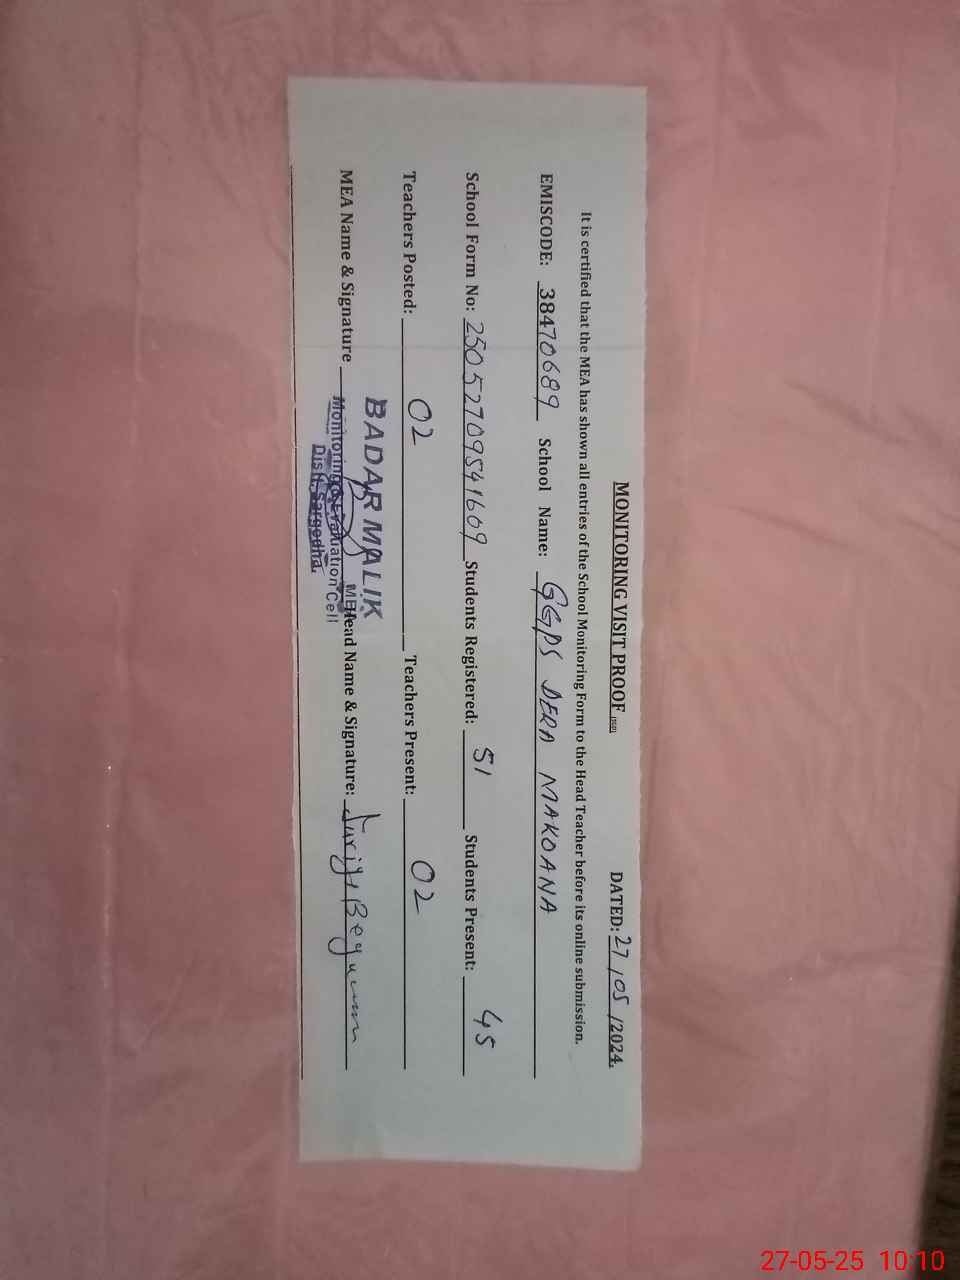 MONITORING VISIT PROOF DATED: 27/05/2024.
It is certified that the MEA has shown all entries of the School Monitoring Form to the Head Teacher before its online submission.
EMISCODE: 38470689 School Name: GGPS DERA MAKOANA
School Form No: 25052709541609 Students Registered: 51 Students Present: 45
Teachers Posted: 02 Teachers Present: 02
BADAR MALIK
MEA Name & Signature MEA Head Name & Signature: Begum
Monitoring & Evaluation Cell
Distt. Sargodha.
27-05-25 10:10